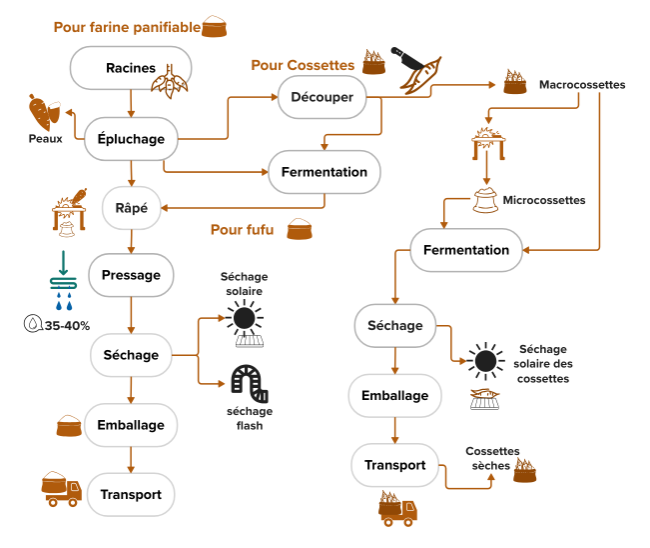 Pour farine panifiable
Racines
Pour Cossettes
Découper
Macrocossettes
Peaux
Épluchage
Fermentation
Râpé
Microcossettes
Pour fufu
Fermentation
Pressage
Séchage
solaire
35-40%
Séchage
Séchage
Séchage
solaire des
cossettes
séchage
flash
Emballage
Emballage
Transport
Cossettes
sèches
Transport